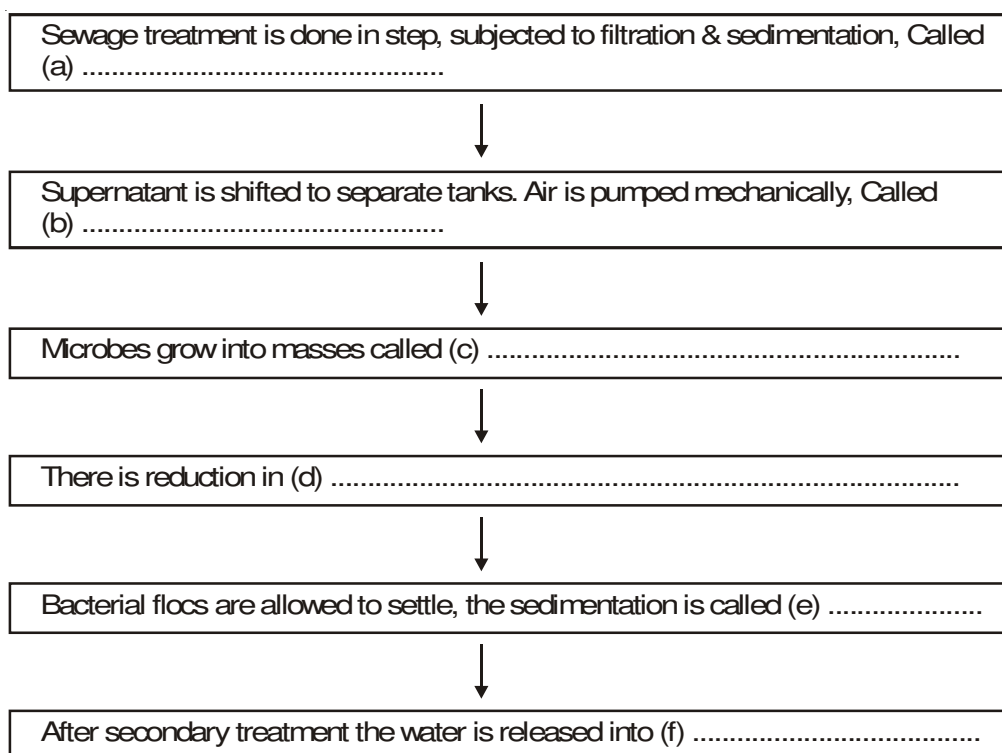 Sewage treatment is done in step, subjected to filtration & sedimentation, Called
(a) .................................................
Supernatant is shifted to separate tanks. Air is pumped mechanically, Called
(b) .................................................
Microbes grow into masses called (c) ................................................................
There is reduction in (d) .....................................................................................
Bacterial flocs are allowed to settle, the sedimentation is called (e) .....................
After secondary treatment the water is released into (f) .......................................